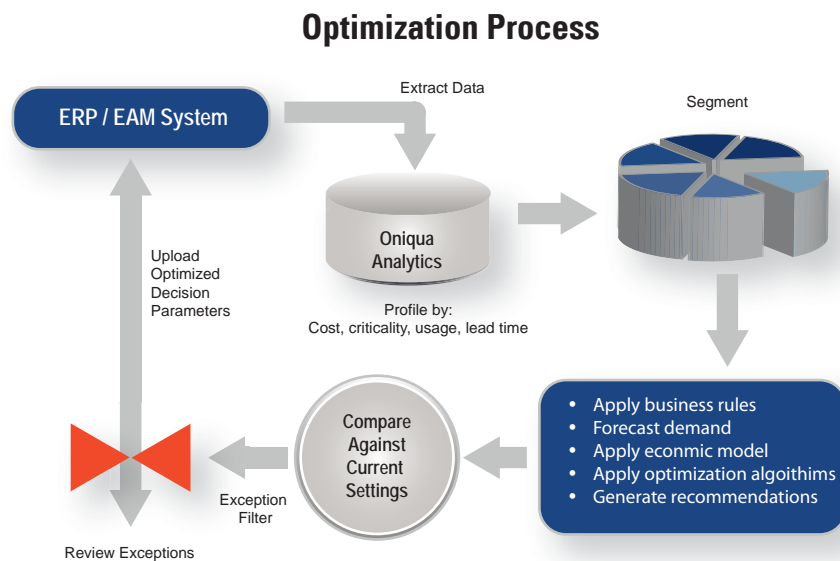 Optimization Process
ERP / EAM System
Extract Data
Segment
Oniqua
Analytics
Profile by:
Cost, criticality, usage, lead time
Upload
Optimized
Decision
Parameters
• Apply business rules
• Forecast demand
• Apply econmic model
• Apply optimization algoithims
• Generate recommendations
Compare
Against
Current
Settings
Exception
Filter
Review Exceptions